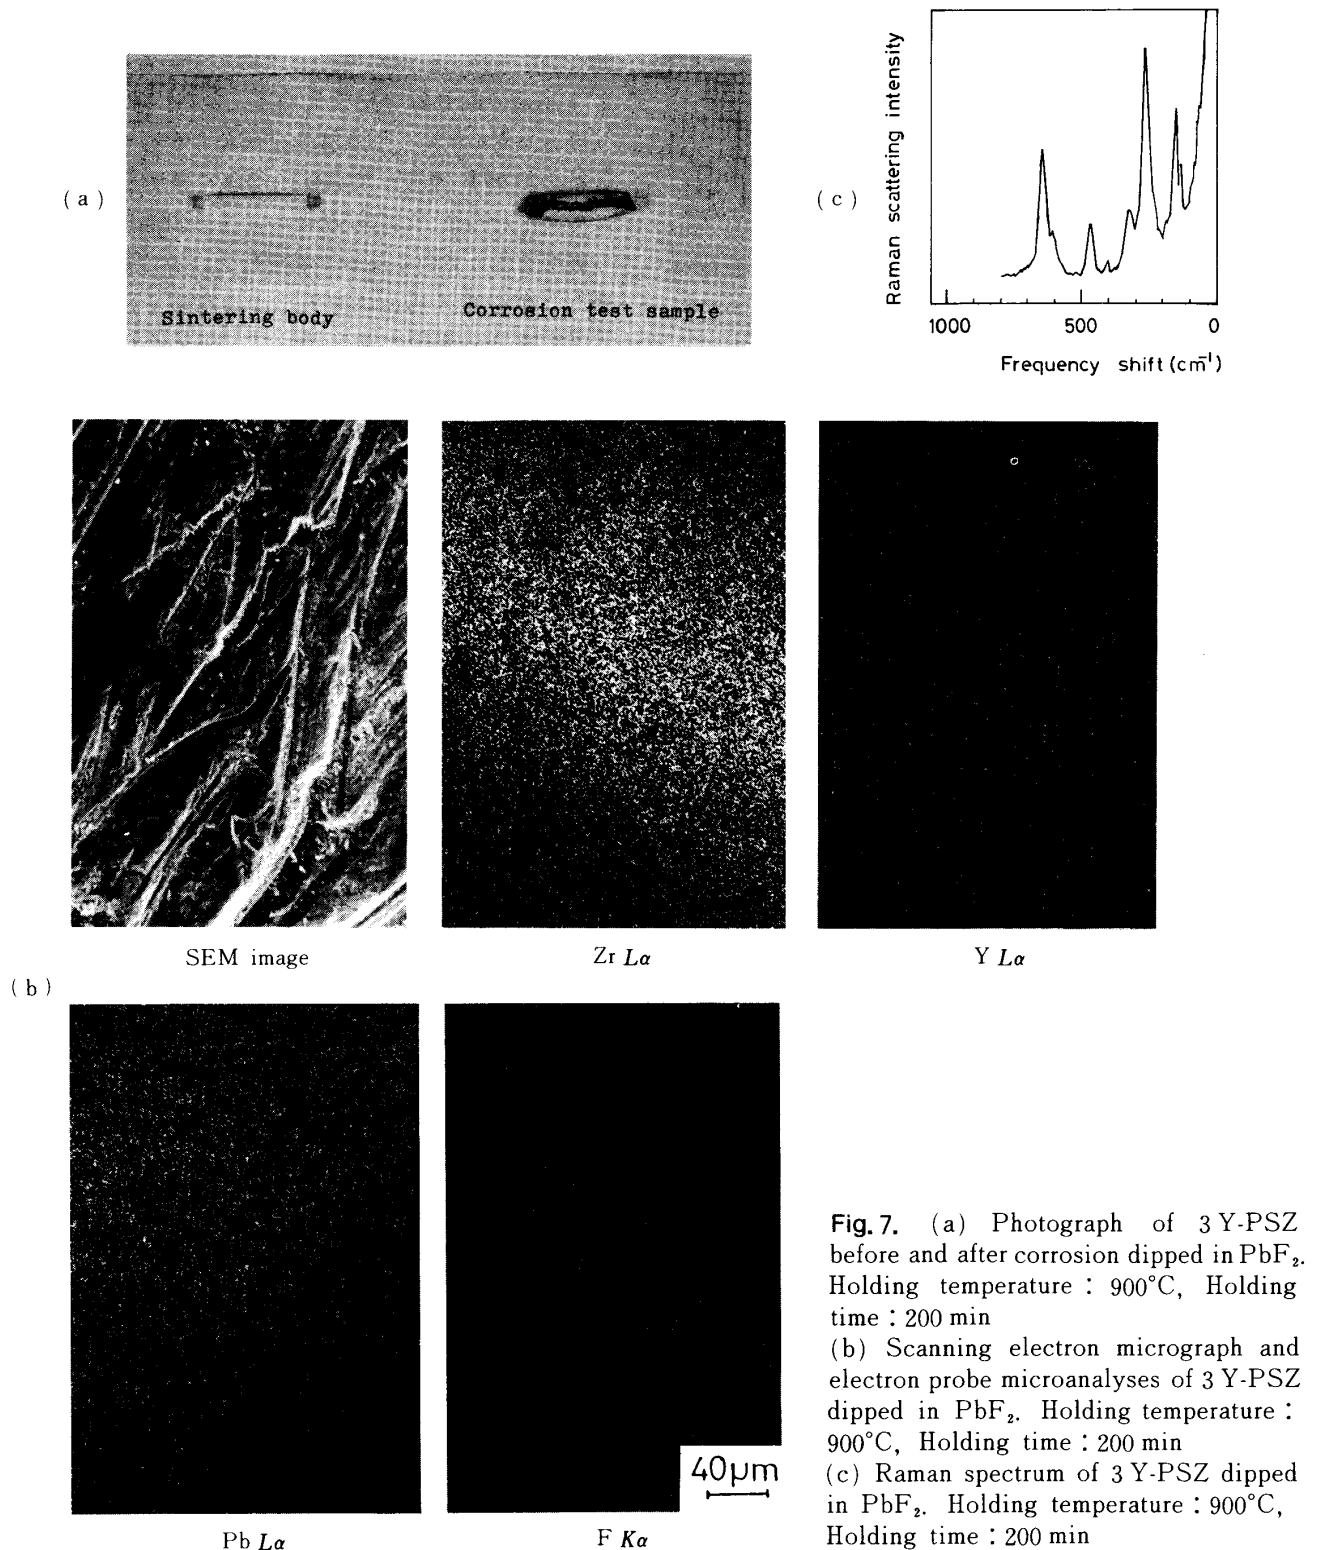 (a)
Sintering body
Corrosion test sample
(c)
Raman scattering intensity
1000 500 0
Frequency shift (cm⁻¹)
SEM image
Zr Lα
Y Lα
(b)
40μm
Pb Lα
F Kα
Fig. 7. (a) Photograph of 3 Y-PSZ
before and after corrosion dipped in PbF₂.
Holding temperature : 900°C, Holding
time : 200 min
(b) Scanning electron micrograph and
electron probe microanalyses of 3 Y-PSZ
dipped in PbF₂. Holding temperature :
900°C, Holding time : 200 min
(c) Raman spectrum of 3 Y-PSZ dipped
in PbF₂. Holding temperature : 900°C,
Holding time : 200 min